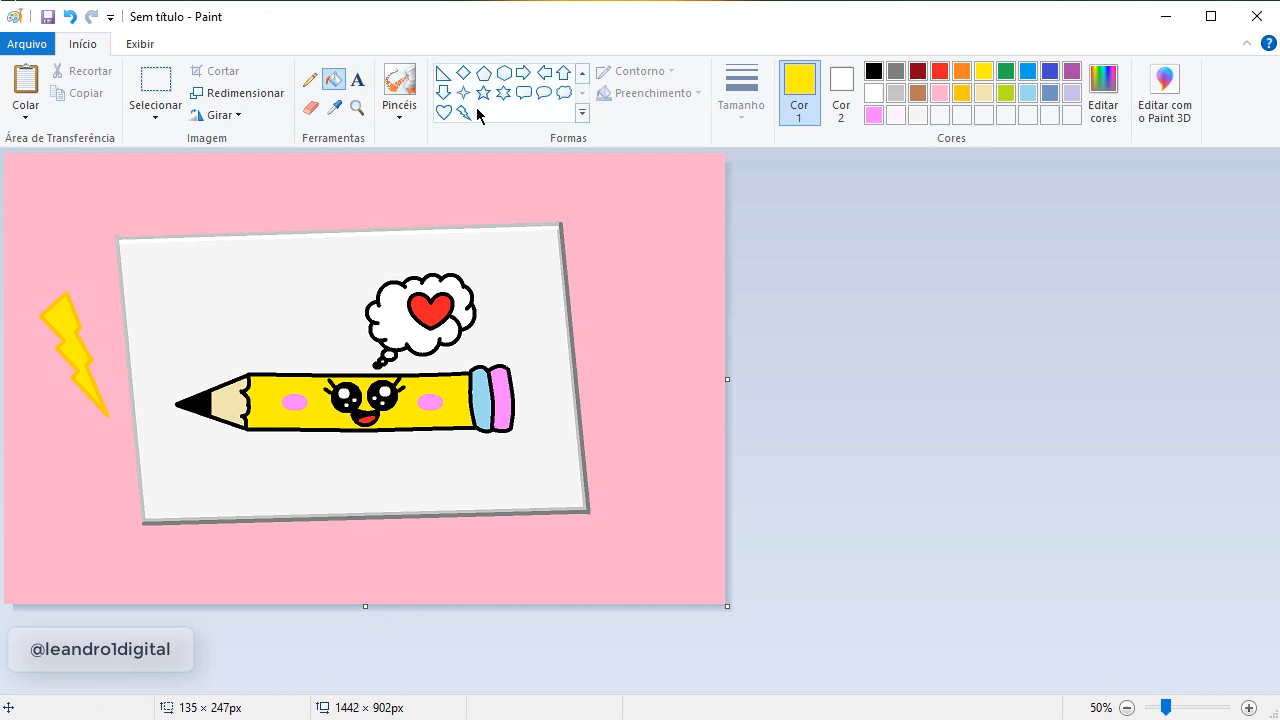 Sem título - Paint
Arquivo
Início
Exibir
Colar
Recortar
Copiar
Área de Transferência
Selecionar
Cortar
Redimensionar
Girar
Imagem
A
Ferramentas
Pincéis
Contorno
Preenchimento
Formas
Tamanho
Cor
1
Cor
2
Editar
cores
Cores
Editar com
o Paint 3D
@leandro1digital
135 × 247px
1442 × 902px
50%